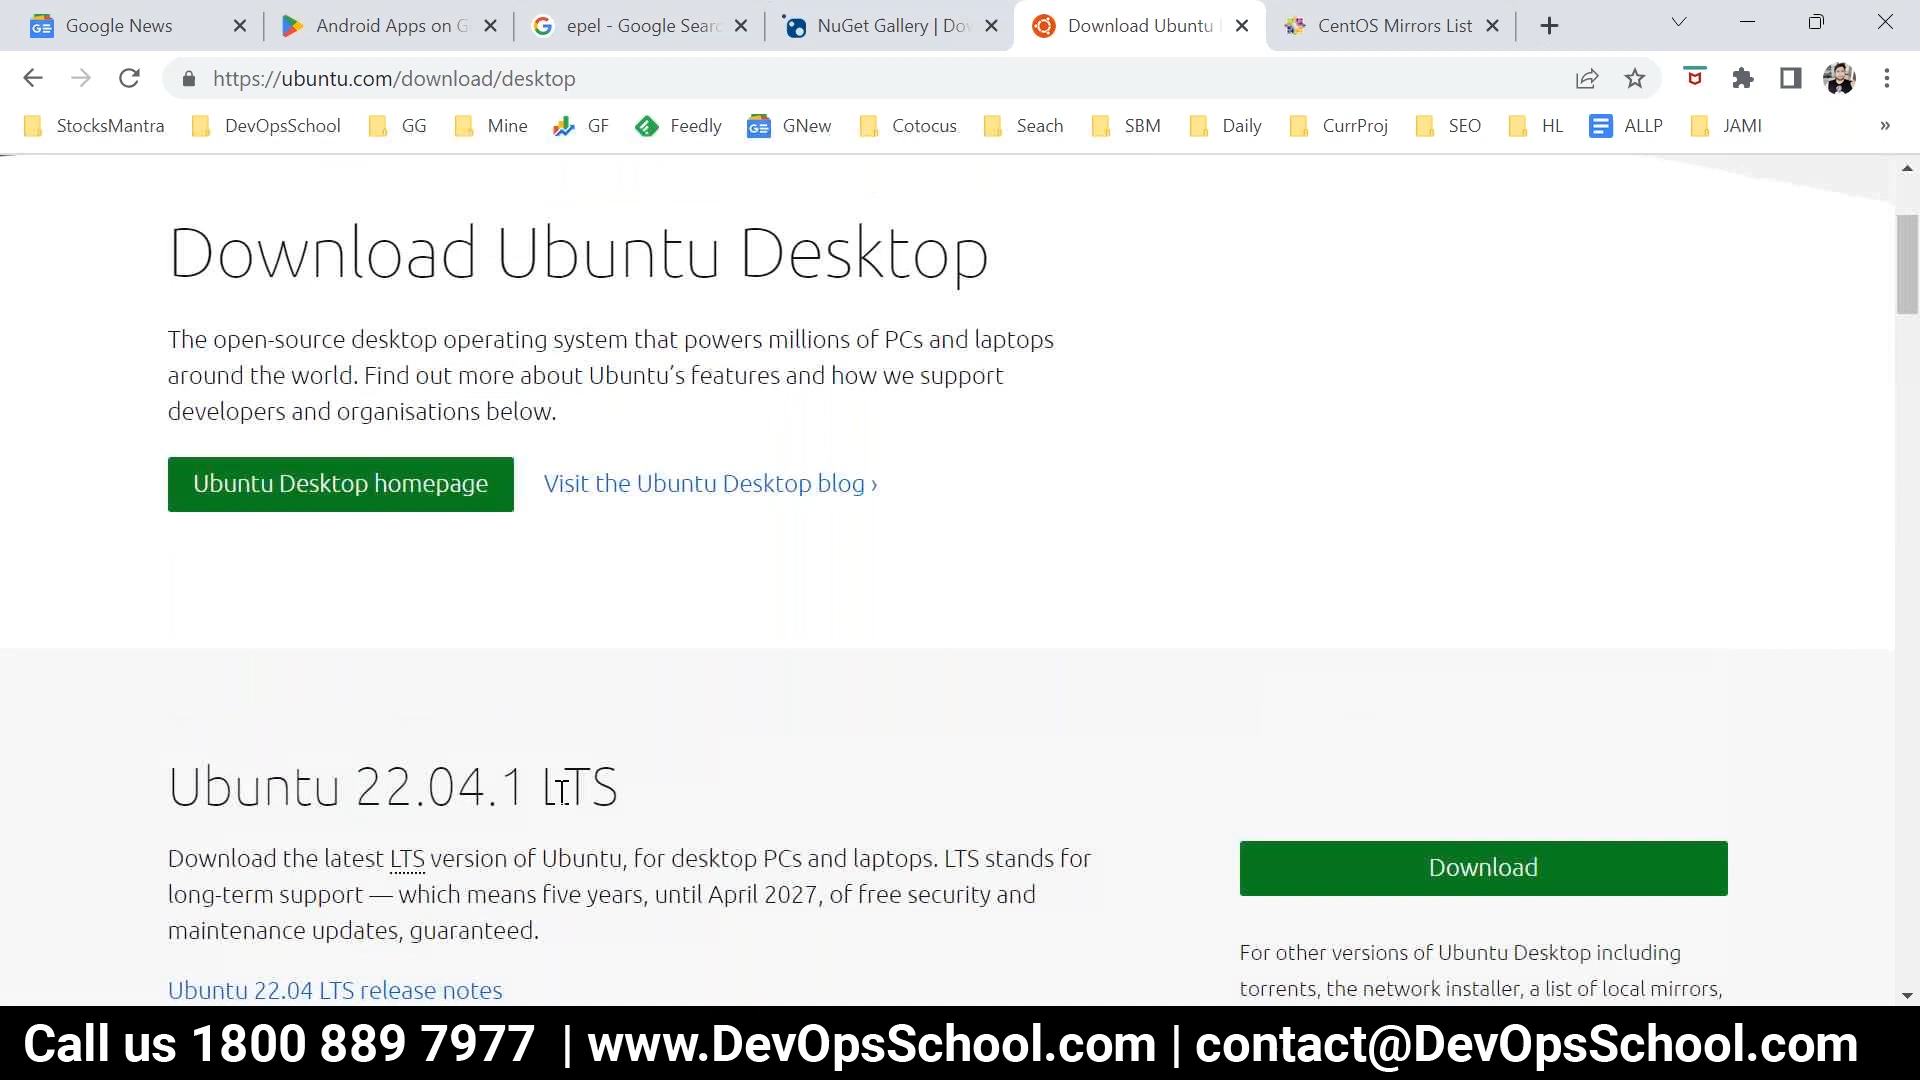 Google News
Android Apps on G
epel - Google Searc
NuGet Gallery | Dov
Download Ubuntu
CentOS Mirrors List
https://ubuntu.com/download/desktop
StocksMantra
DevOpsSchool
GG
Mine
GF
Feedly
GNew
Cotocus
Seach
SBM
Daily
CurrProj
SEO
HL
ALLP
JAMI
»
Download Ubuntu Desktop
The open-source desktop operating system that powers millions of PCs and laptops
around the world. Find out more about Ubuntu’s features and how we support
developers and organisations below.
Ubuntu Desktop homepage
Visit the Ubuntu Desktop blog ›
Ubuntu 22.04.1 LTS
Download the latest LTS version of Ubuntu, for desktop PCs and laptops. LTS stands for
long-term support — which means five years, until April 2027, of free security and
maintenance updates, guaranteed.
Ubuntu 22.04 LTS release notes
Download
For other versions of Ubuntu Desktop including
torrents, the network installer, a list of local mirrors,
Call us 1800 889 7977 | www.DevOpsSchool.com | contact@DevOpsSchool.com